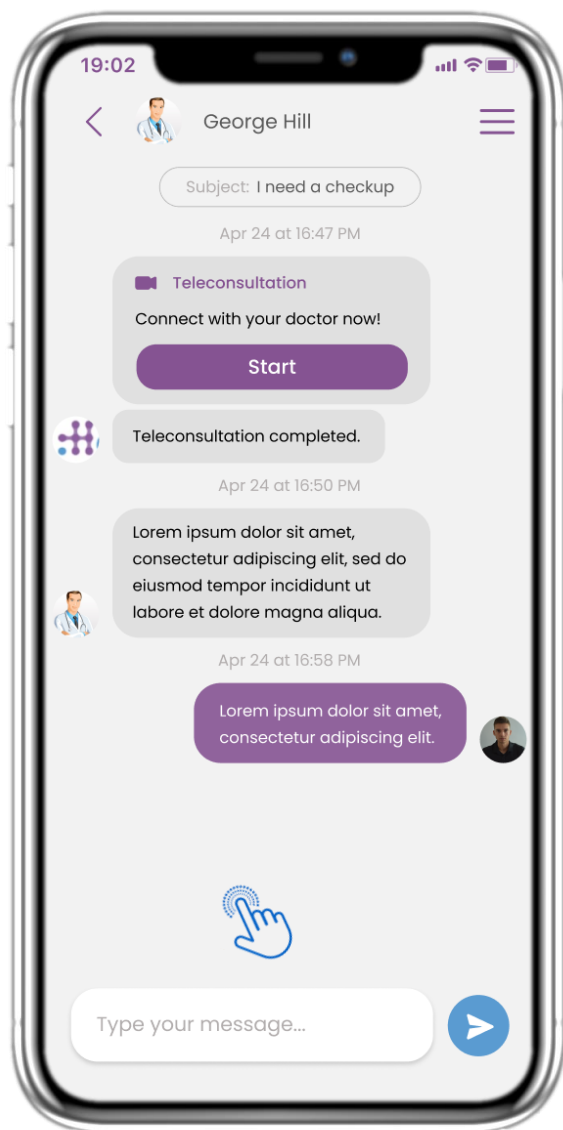 19:02
George Hill
Subject: I need a checkup
Apr 24 at 16:47 PM
Teleconsultation
Connect with your doctor now!
Start
Teleconsultation completed.
Apr 24 at 16:50 PM
Lorem ipsum dolor sit amet,
consectetur adipiscing elit, sed do
eiusmod tempor incididunt ut
labore et dolore magna aliqua.
Apr 24 at 16:58 PM
Lorem ipsum dolor sit amet,
consectetur adipiscing elit.
Type your message...